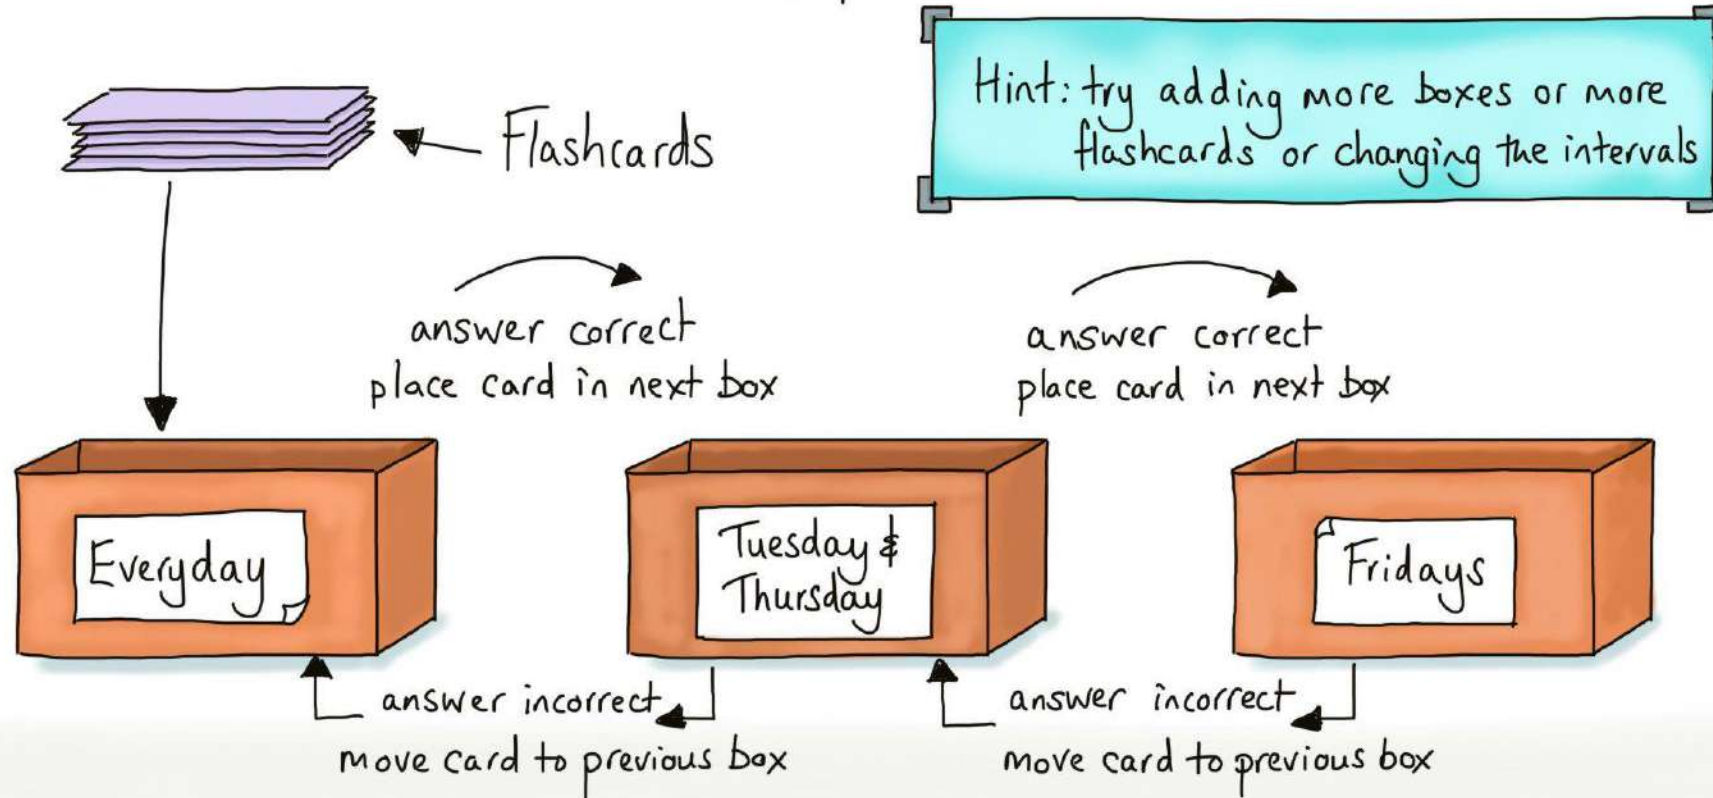 Hint: try adding more boxes or more
flashcards or changing the intervals
Flashcards
answer correct
place card in next box
answer correct
place card in next box
Everyday
Tuesday &
Thursday
Fridays
answer incorrect
move card to previous box
answer incorrect
move card to previous box